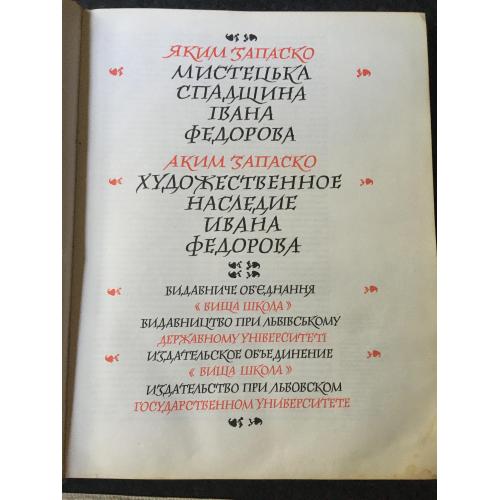 ЯКИМ ЗАПАСКО
МИСТЕЦЬКА
СПАДЩИНА
ІВАНА
ФЕДОРОВА
АКИМ ЗАПАСКО
ХУДОЖЕСТВЕННОЕ
НАСЛЕДИЕ
ИВАНА
ФЕДОРОВА
ВИДАВНИЧЕ ОБ'ЄДНАННЯ
« ВИЩА ШКОЛА »
ВИДАВНИЦТВО ПРИ ЛЬВІВСЬКОМУ
ДЕРЖАВНОМУ УНІВЕРСИТЕТІ
ИЗДАТЕЛЬСКОЕ ОБЪЕДИНЕНИЕ
« ВИЩА ШКОЛА »
ИЗДАТЕЛЬСТВО ПРИ ЛЬВОВСКОМ
ГОСУДАРСТВЕННОМ УНИВЕРСИТЕТЕ